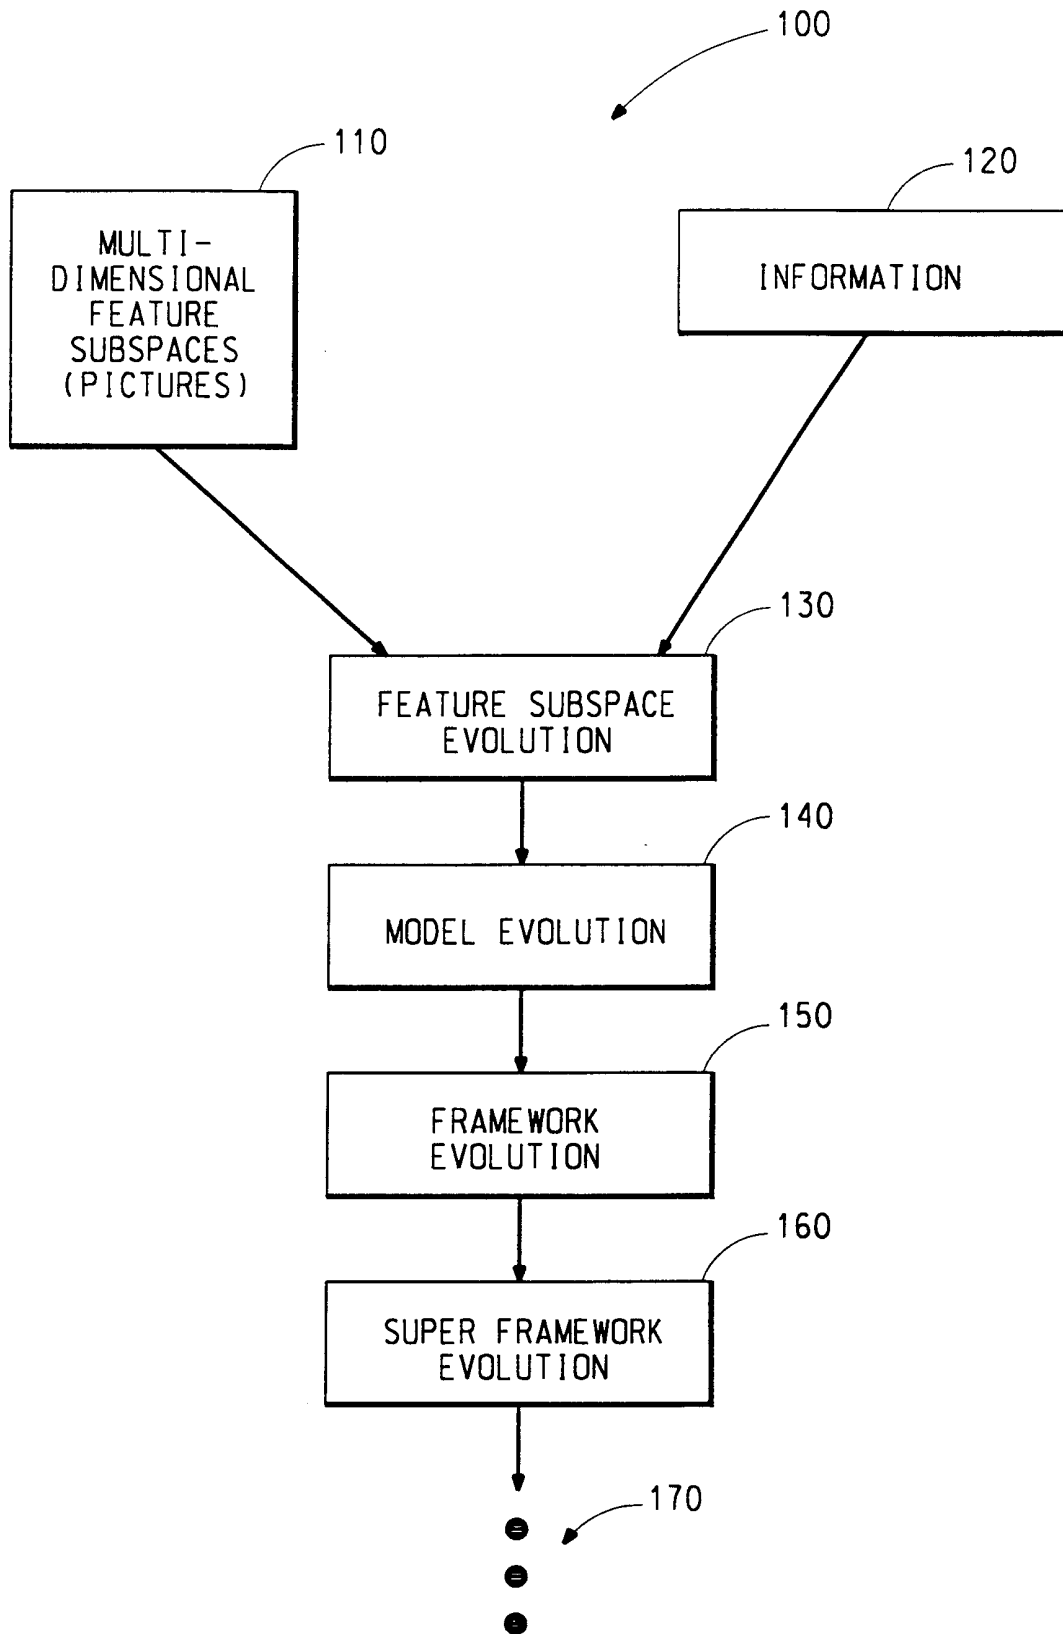 100
110
120
MULTI-
DIMENSIONAL
FEATURE
SUBSPACES
(PICTURES)
INFORMATION
130
FEATURE SUBSPACE
EVOLUTION
140
MODEL EVOLUTION
150
FRAMEWORK
EVOLUTION
160
SUPER FRAMEWORK
EVOLUTION
170